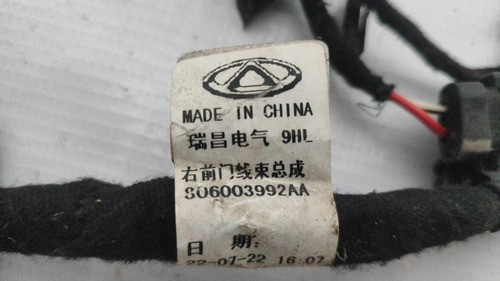 MADE IN CHINA
瑞昌电气 9HL
右前门线束总成
806003992AA
日 期:
22-07-22 16:07